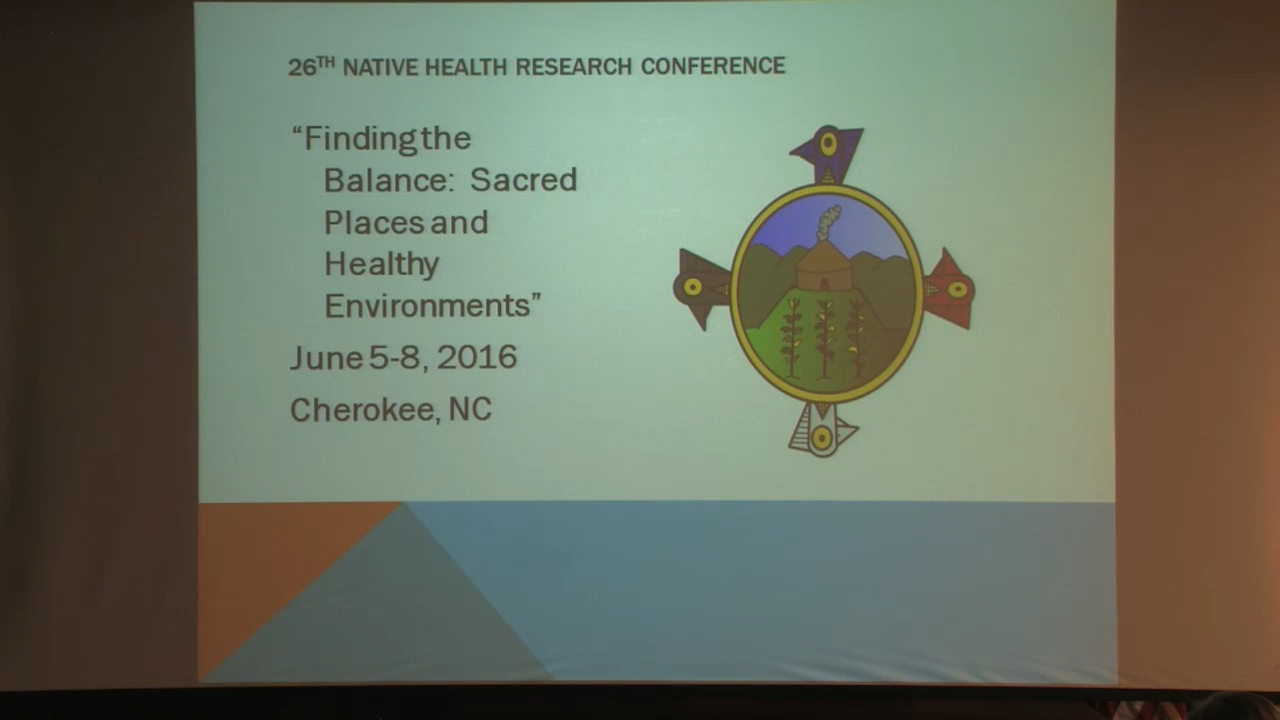 26TH NATIVE HEALTH RESEARCH CONFERENCE
“Finding the
Balance: Sacred
Places and
Healthy
Environments”
June 5-8, 2016
Cherokee, NC